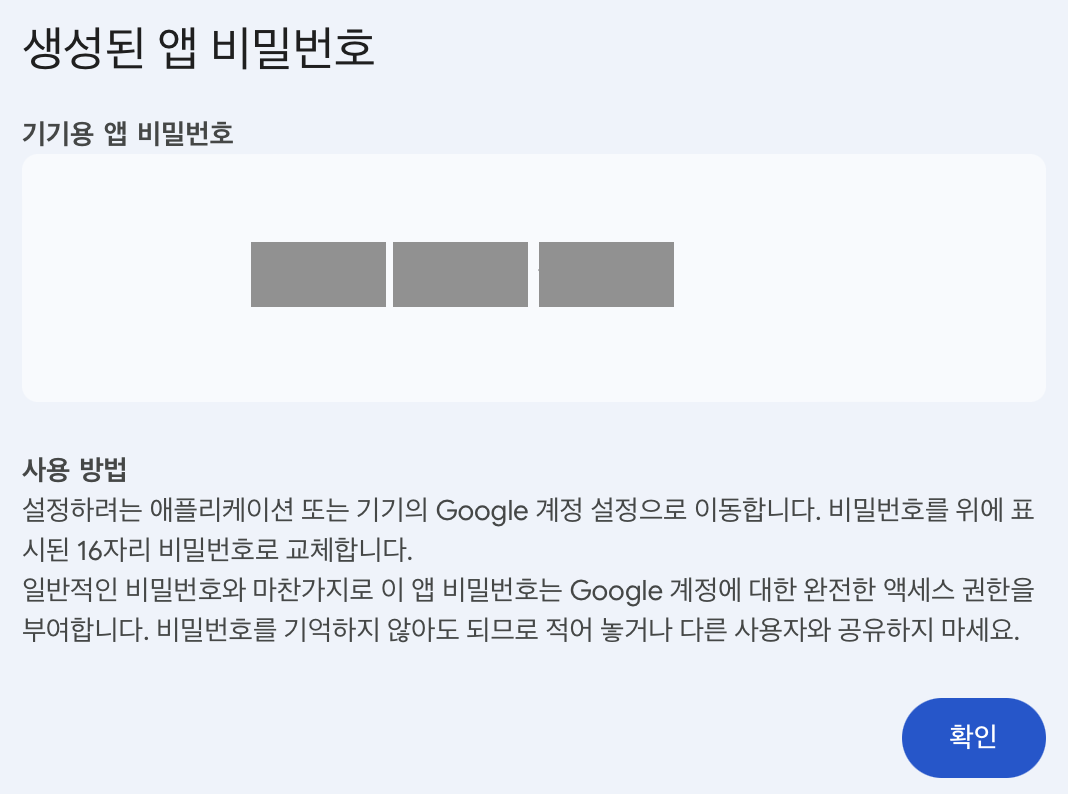 생성된 앱 비밀번호
기기용 앱 비밀번호
사용 방법
설정하려는 애플리케이션 또는 기기의 Google 계정 설정으로 이동합니다. 비밀번호를 위에 표
시된 16자리 비밀번호로 교체합니다.
일반적인 비밀번호와 마찬가지로 이 앱 비밀번호는 Google 계정에 대한 완전한 액세스 권한을
부여합니다. 비밀번호를 기억하지 않아도 되므로 적어 놓거나 다른 사용자와 공유하지 마세요.
확인